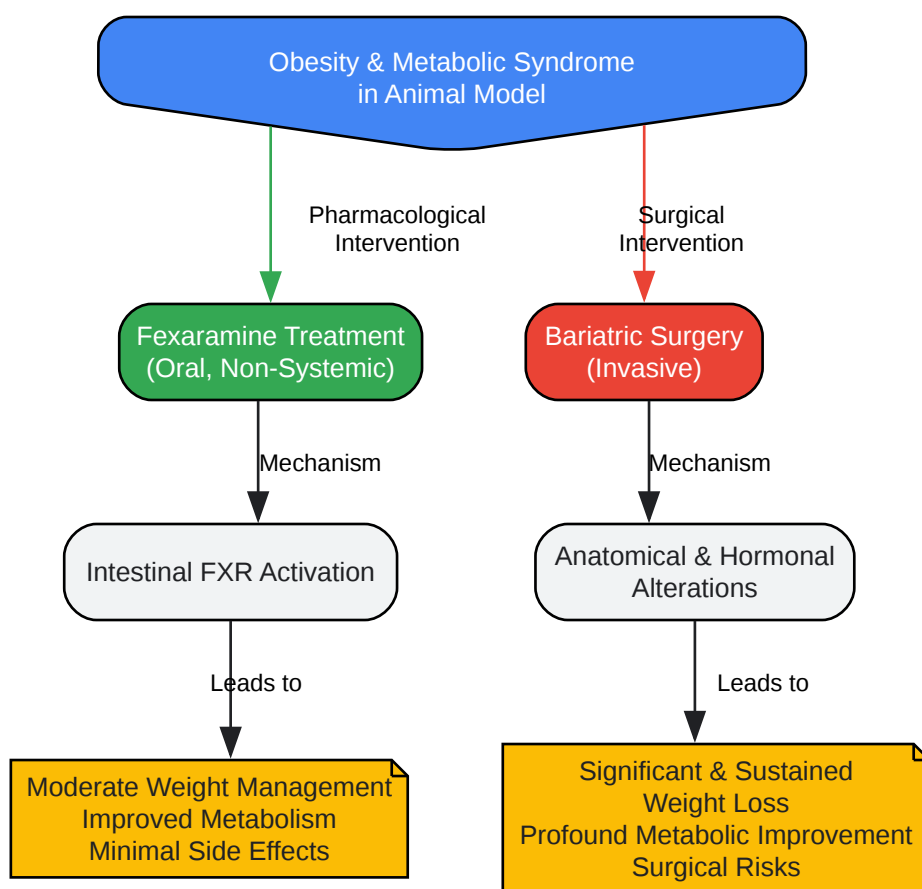 Obesity & Metabolic Syndrome
in Animal Model
Pharmacological
Intervention
Surgical
Intervention
Fexaramine Treatment
(Oral, Non-Systemic)
Bariatric Surgery
(Invasive)
Mechanism
Mechanism
Intestinal FXR Activation
Anatomical & Hormonal
Alterations
Leads to
Leads to
Moderate Weight Management
Improved Metabolism
Minimal Side Effects
Significant & Sustained
Weight Loss
Profound Metabolic Improvement
Surgical Risks